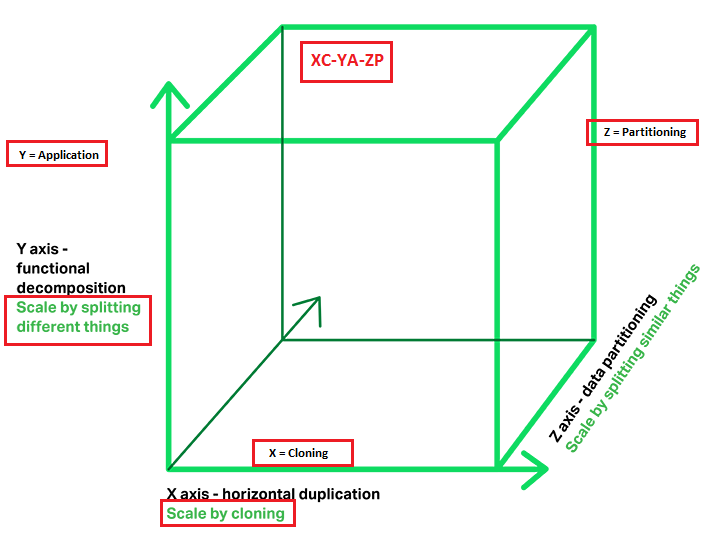 XC-YA-ZP
Z = Partitioning
Y = Application
Y axis -
functional
decomposition
Scale by splitting
different things
Z axis - data partitioning
Scale by splitting similar things
X = Cloning
X axis - horizontal duplication
Scale by cloning